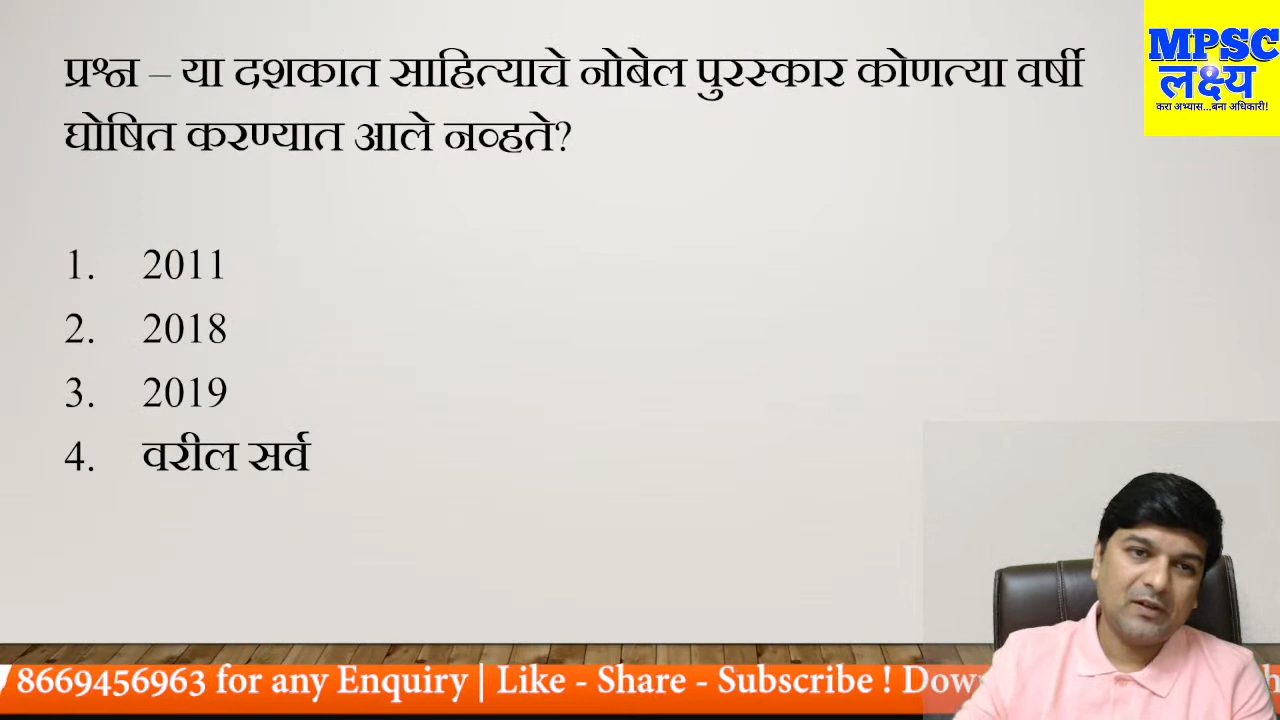 प्रश्न – या दशकात साहित्याचे नोबेल पुरस्कार कोणत्या वर्षी
घोषित करण्यात आले नव्हते?
1. 2011
2. 2018
3. 2019
4. वरील सर्व
MPSC
लक्ष्य
करा अभ्यास...बना अधिकारी!
8669456963 for any Enquiry | Like - Share - Subscribe !